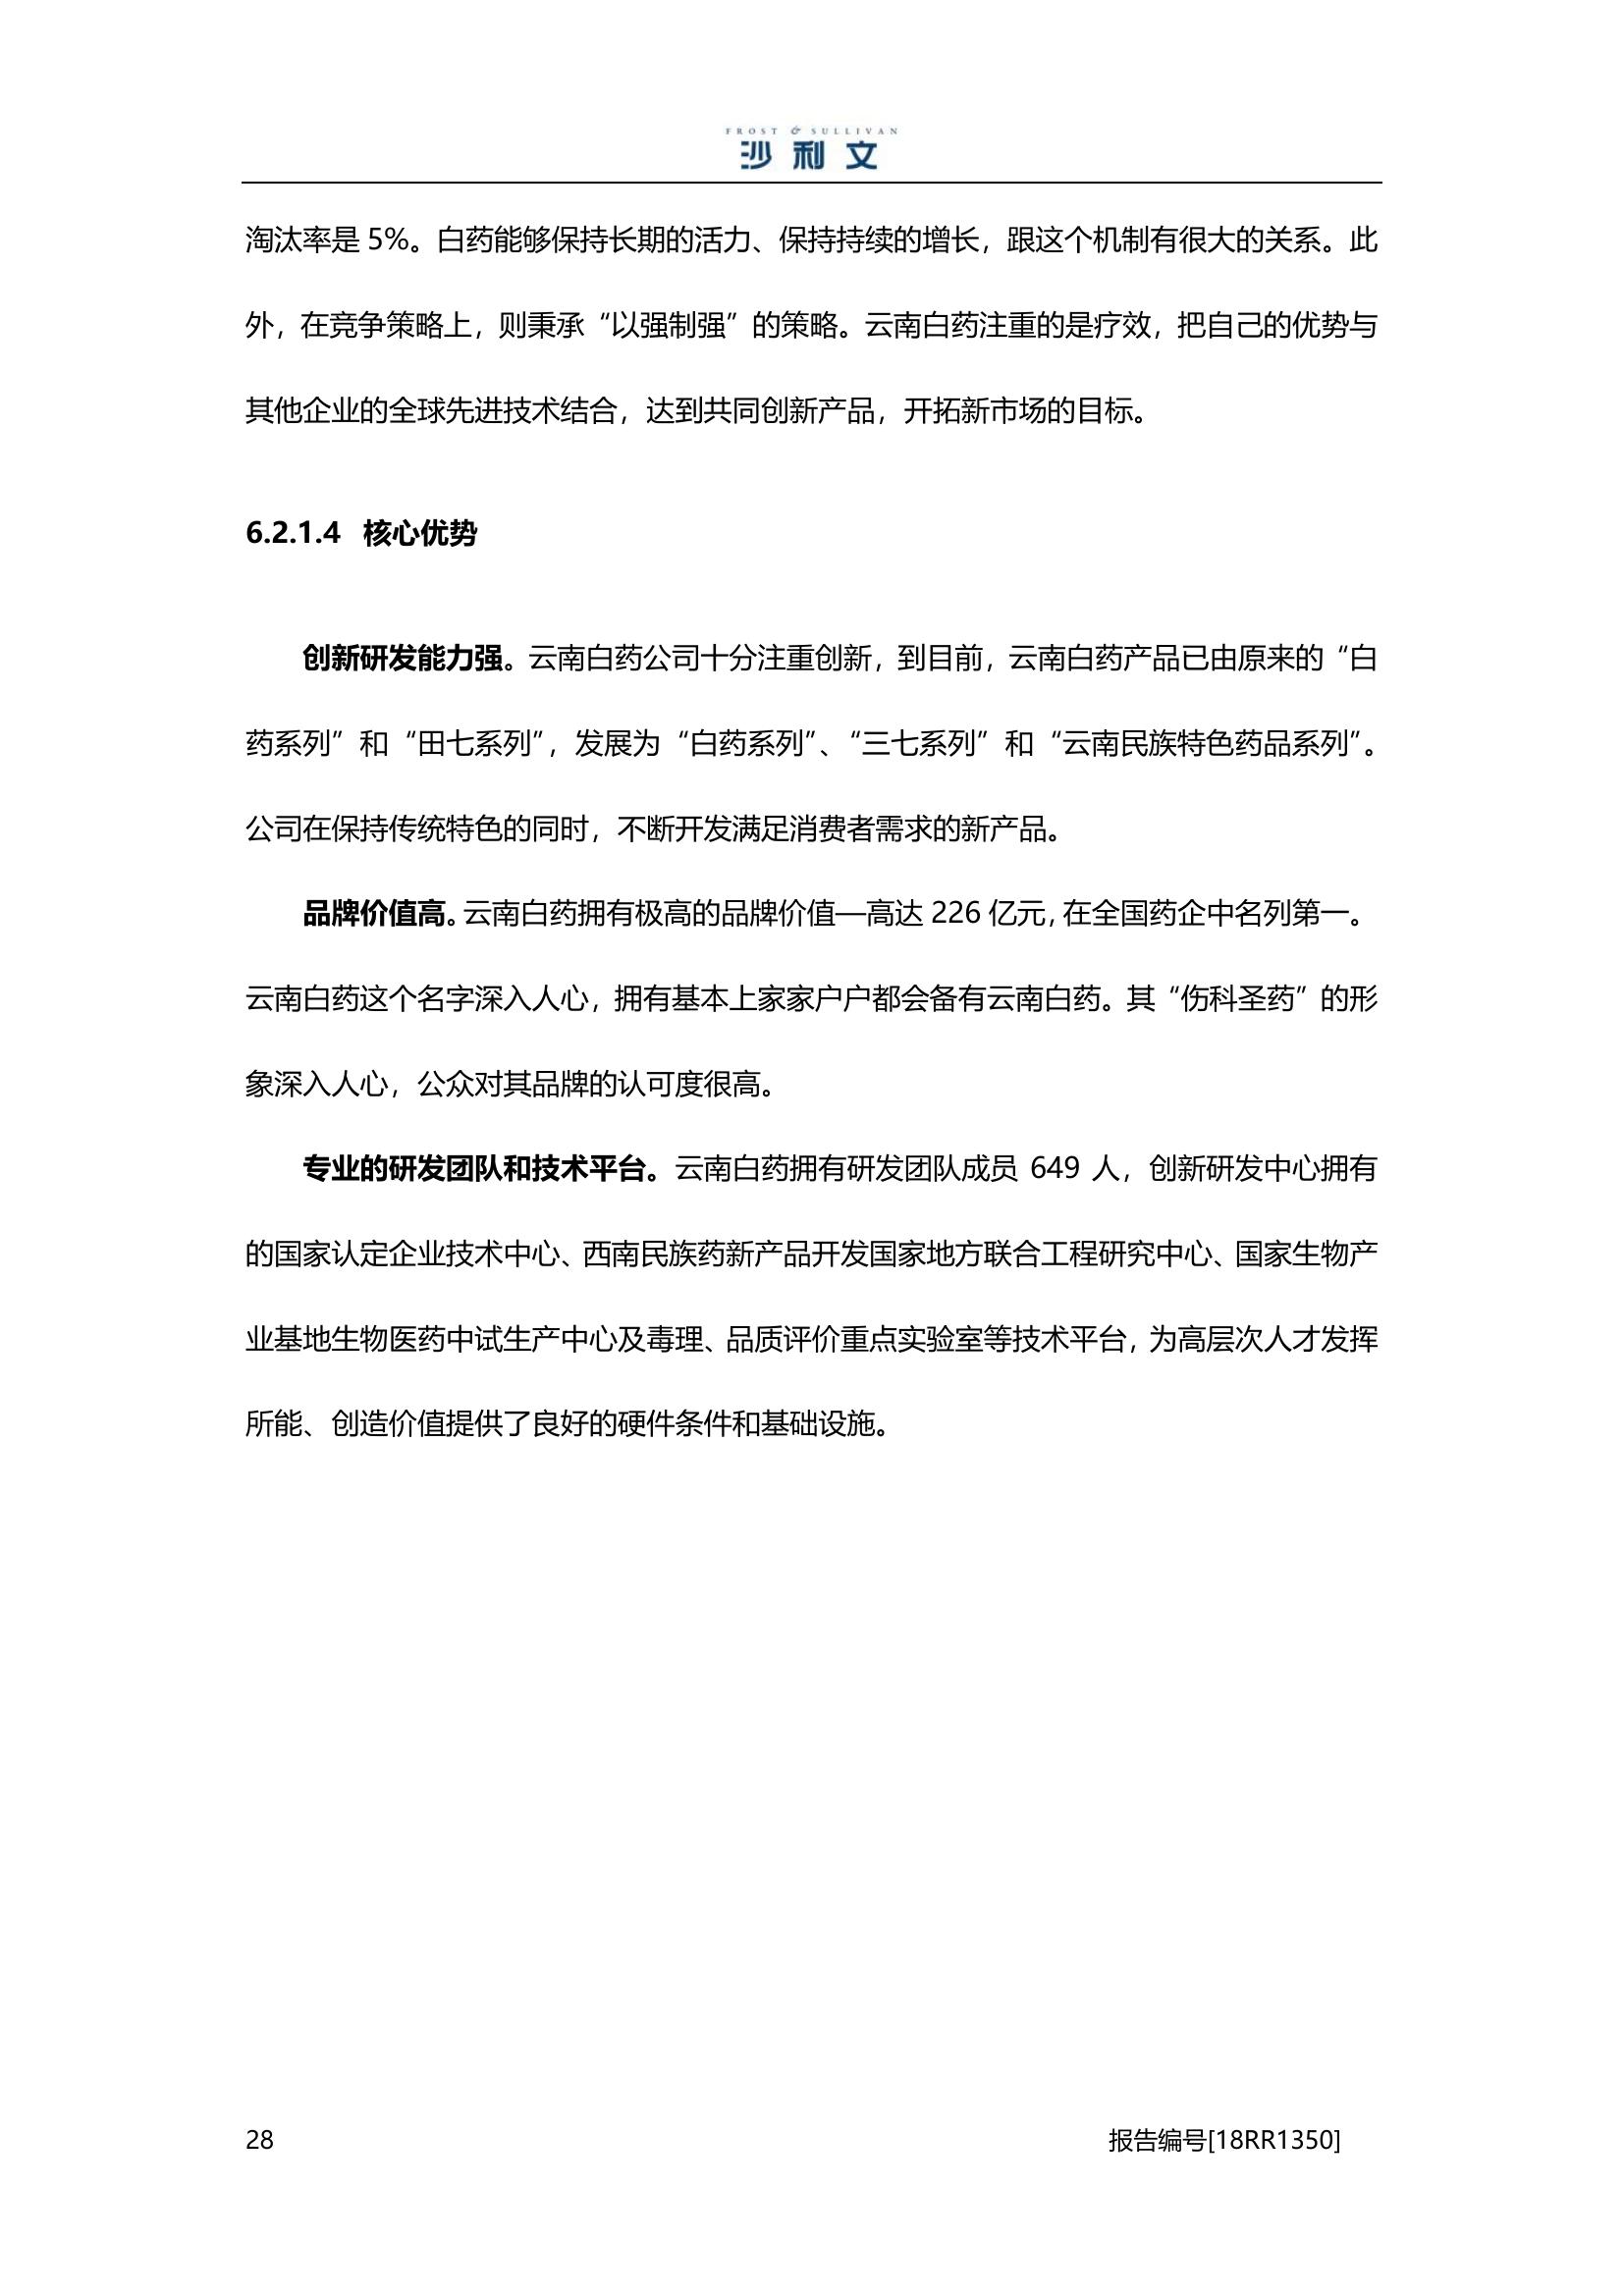 FROST & SULLIVAN
沙利文
淘汰率是 5%。白药能够保持长期的活力、保持持续的增长，跟这个机制有很大的关系。此
外，在竞争策略上，则秉承“以强制强”的策略。云南白药注重的是疗效，把自己的优势与
其他企业的全球先进技术结合，达到共同创新产品，开拓新市场的目标。
6.2.1.4 核心优势
创新研发能力强。云南白药公司十分注重创新，到目前，云南白药产品已由原来的“白
药系列”和“田七系列”，发展为“白药系列”、“三七系列”和“云南民族特色药品系列”。
公司在保持传统特色的同时，不断开发满足消费者需求的新产品。
品牌价值高。云南白药拥有极高的品牌价值—高达 226 亿元，在全国药企中名列第一。
云南白药这个名字深入人心，拥有基本上家家户户都会备有云南白药。其“伤科圣药”的形
象深入人心，公众对其品牌的认可度很高。
专业的研发团队和技术平台。云南白药拥有研发团队成员 649 人，创新研发中心拥有
的国家认定企业技术中心、西南民族药新产品开发国家地方联合工程研究中心、国家生物产
业基地生物医药中试生产中心及毒理、品质评价重点实验室等技术平台，为高层次人才发挥
所能、创造价值提供了良好的硬件条件和基础设施。
28 报告编号[18RR1350]